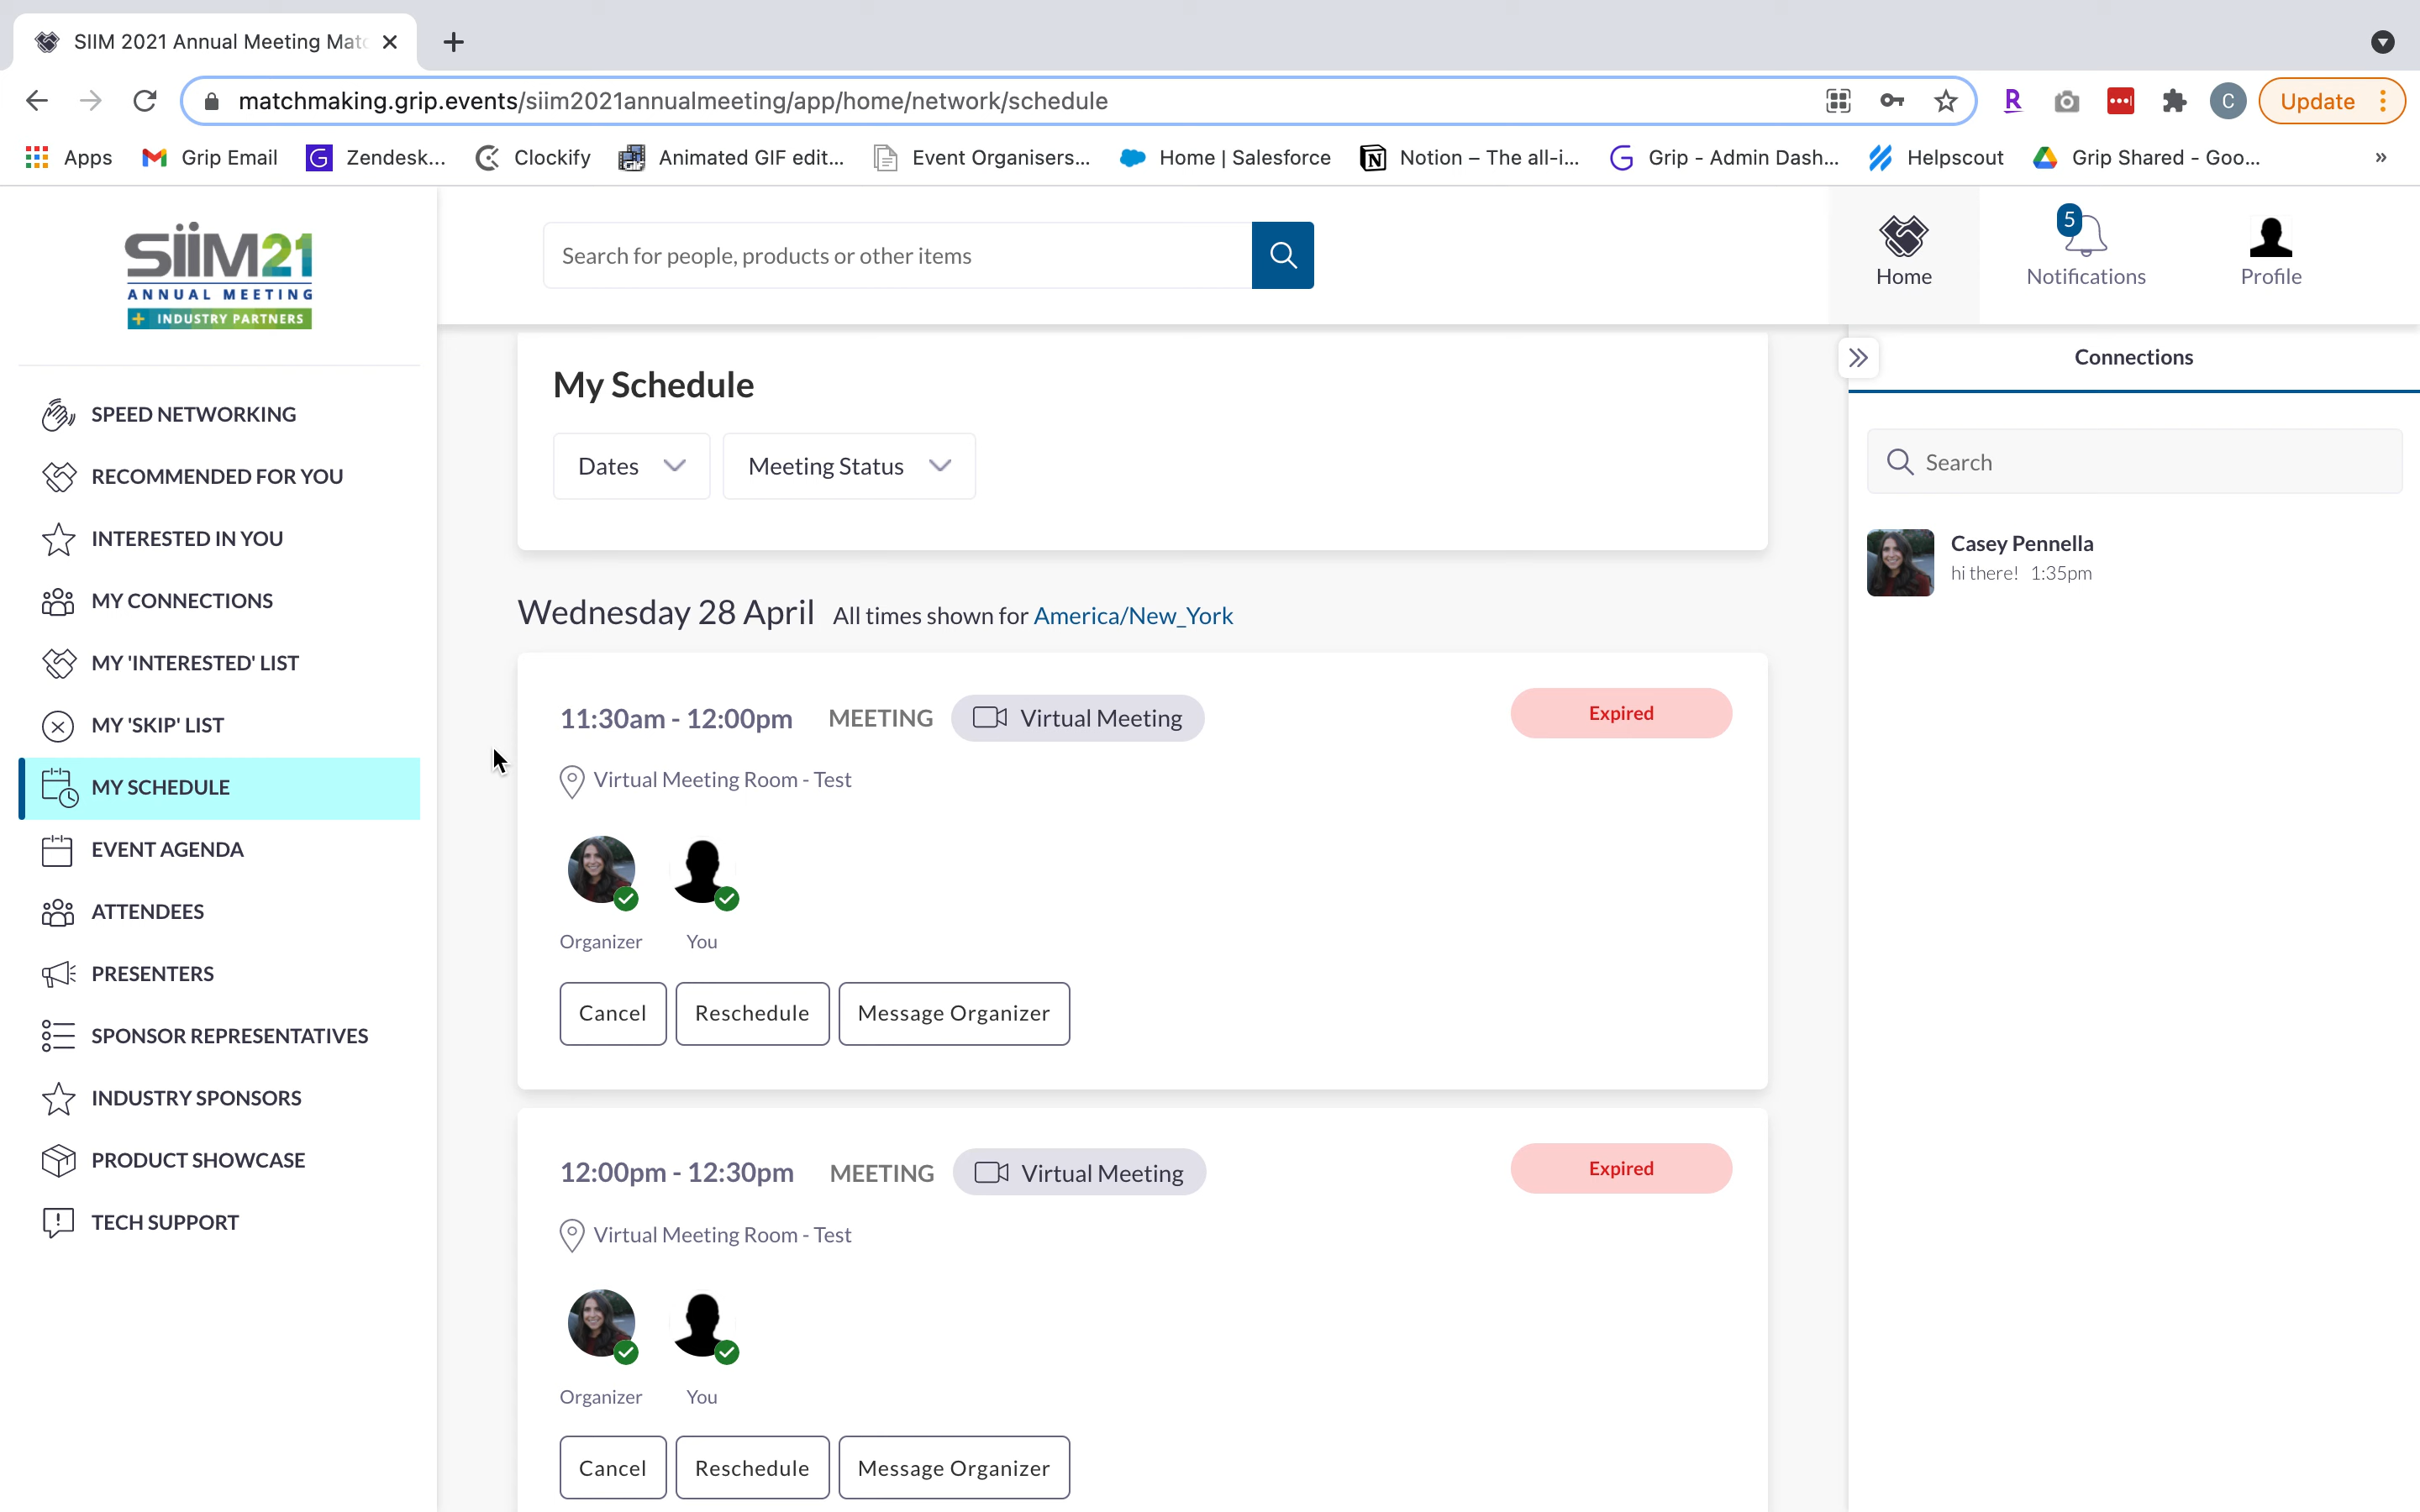 SIIM 2021 Annual Meeting Mat
matchmaking.grip.events/siim2021annualmeeting/app/home/network/schedule
R
C
Update
Apps
Grip Email
Zendesk...
Clockify
Animated GIF edit...
Event Organisers...
Home | Salesforce
Notion – The all-i...
Grip - Admin Dash...
Helpscout
Grip Shared - Goo...
»
SiiM21
ANNUAL MEETING
+ INDUSTRY PARTNERS
Search for people, products or other items
Home
5
Notifications
Profile
SPEED NETWORKING
RECOMMENDED FOR YOU
INTERESTED IN YOU
MY CONNECTIONS
MY 'INTERESTED' LIST
MY 'SKIP' LIST
MY SCHEDULE
EVENT AGENDA
ATTENDEES
PRESENTERS
SPONSOR REPRESENTATIVES
INDUSTRY SPONSORS
PRODUCT SHOWCASE
TECH SUPPORT
My Schedule
Dates
Meeting Status
Wednesday 28 April All times shown for America/New_York
11:30am - 12:00pm MEETING Virtual Meeting Expired
Virtual Meeting Room - Test
Organizer You
Cancel Reschedule Message Organizer
12:00pm - 12:30pm MEETING Virtual Meeting Expired
Virtual Meeting Room - Test
Organizer You
Cancel Reschedule Message Organizer
Connections
Search
Casey Pennella
hi there! 1:35pm